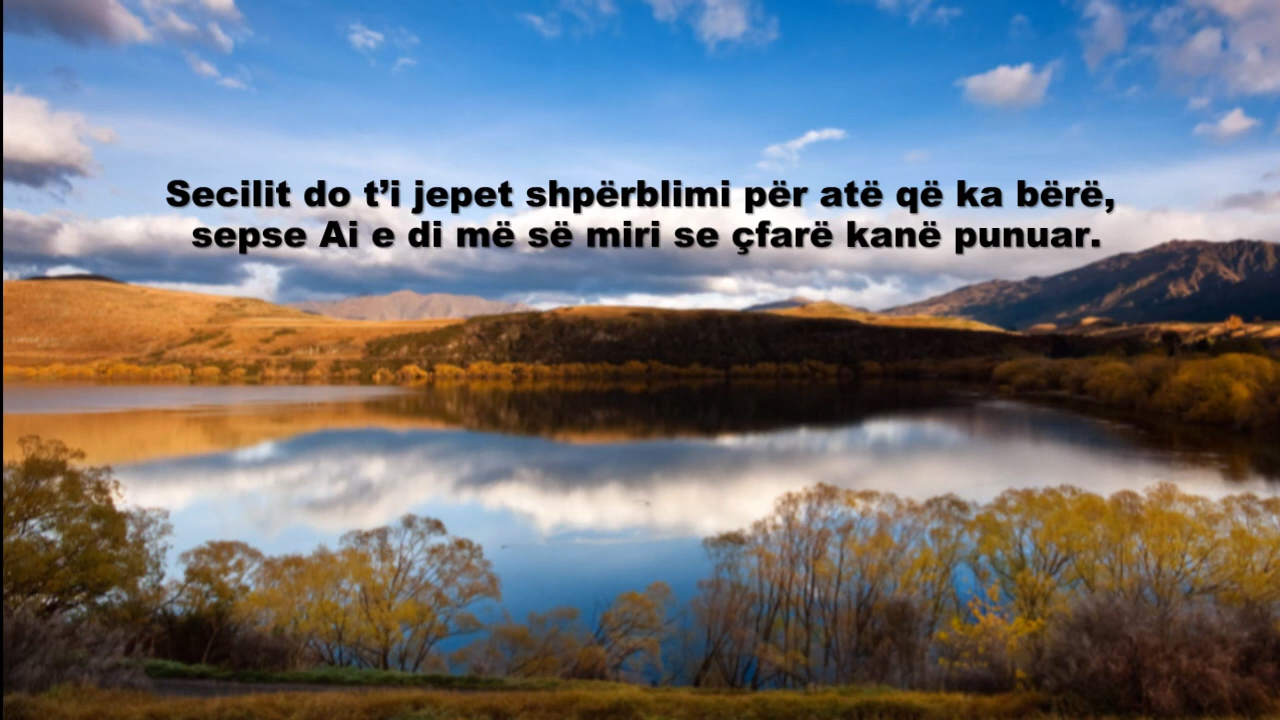 Secilit do t’i jepet shpërblimi për atë që ka bërë,
sepse Ai e di më së miri se çfarë kanë punuar.